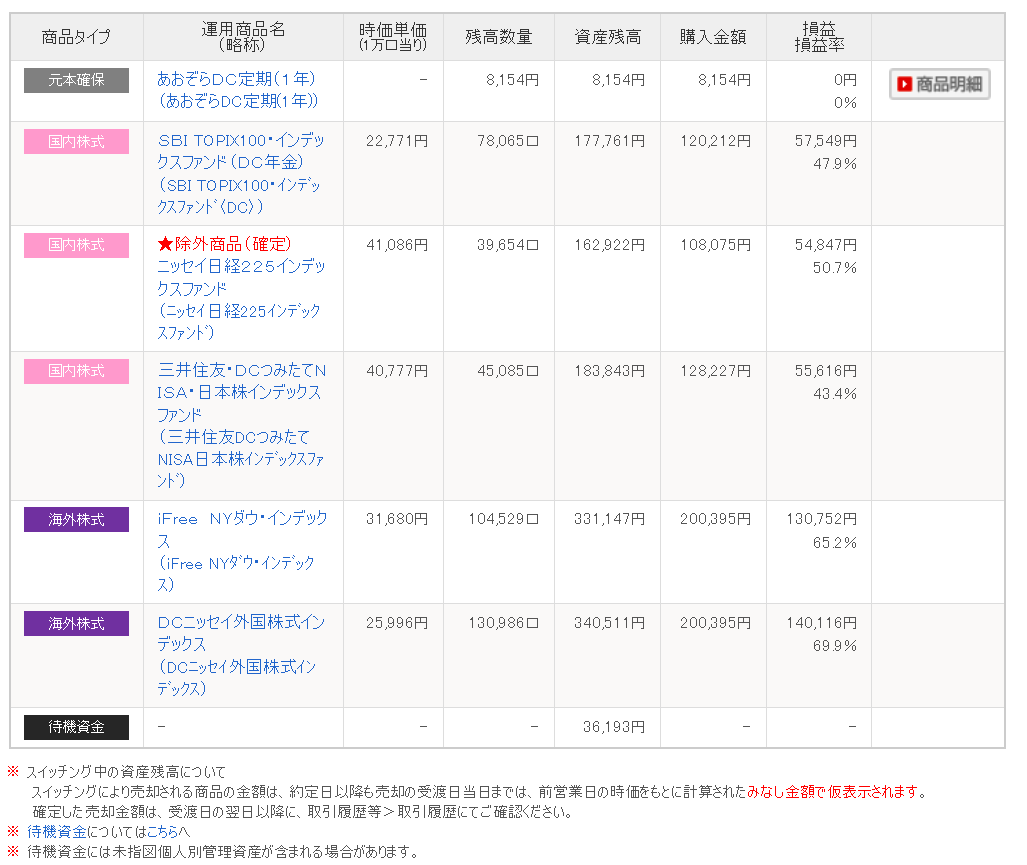 商品タイプ
運用商品名
(略称)
時価単価
(1万口当り)
残高数量
資産残高
購入金額
損益
損益率
元本確保
あおぞらDC定期(1年)
(あおぞらDC定期(1年))
-
8,154円
8,154円
8,154円
0円
0%
商品明細
国内株式
SBI TOPIX100・インデッ
クスファンド(DC年金)
(SBI TOPIX100・インデッ
クスファンド〈DC〉)
22,771円
78,065口
177,761円
120,212円
57,549円
47.9%
国内株式
★除外商品(確定)
ニッセイ日経225インデッ
クスファンド
(ニッセイ日経225インデック
スファンド)
41,086円
39,654口
162,922円
108,075円
54,847円
50.7%
国内株式
三井住友・DCつみたてN
ISA・日本株インデックス
ファンド
(三井住友DCつみたて
NISA日本株インデックスファ
ンド)
40,777円
45,085口
183,843円
128,227円
55,616円
43.4%
海外株式
iFree NYダウ・インデック
ス
(iFree NYダウ・インデック
ス)
31,680円
104,529口
331,147円
200,395円
130,752円
65.2%
海外株式
DCニッセイ外国株式イン
デックス
(DCニッセイ外国株式イン
デックス)
25,996円
130,986口
340,511円
200,395円
140,116円
69.9%
待機資金
-
-
-
36,193円
-
-
※ スイッチング中の資産残高について
スイッチングにより売却される商品の金額は、約定日以降も売却の受渡日当日までは、前営業日の時価をもとに計算されたみなし金額で仮表示されます。
確定した売却金額は、受渡日の翌日以降に、取引履歴等>取引履歴にてご確認ください。
※ 待機資金についてはこちらへ
※ 待機資金には未指図個人別管理資産が含まれる場合があります。